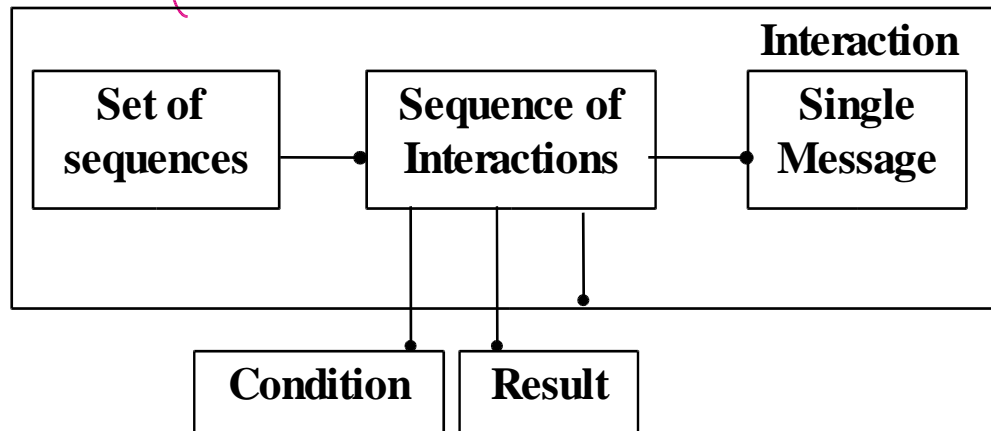 Interaction
Set of
sequences
Sequence of
Interactions
Single
Message
Condition
Result